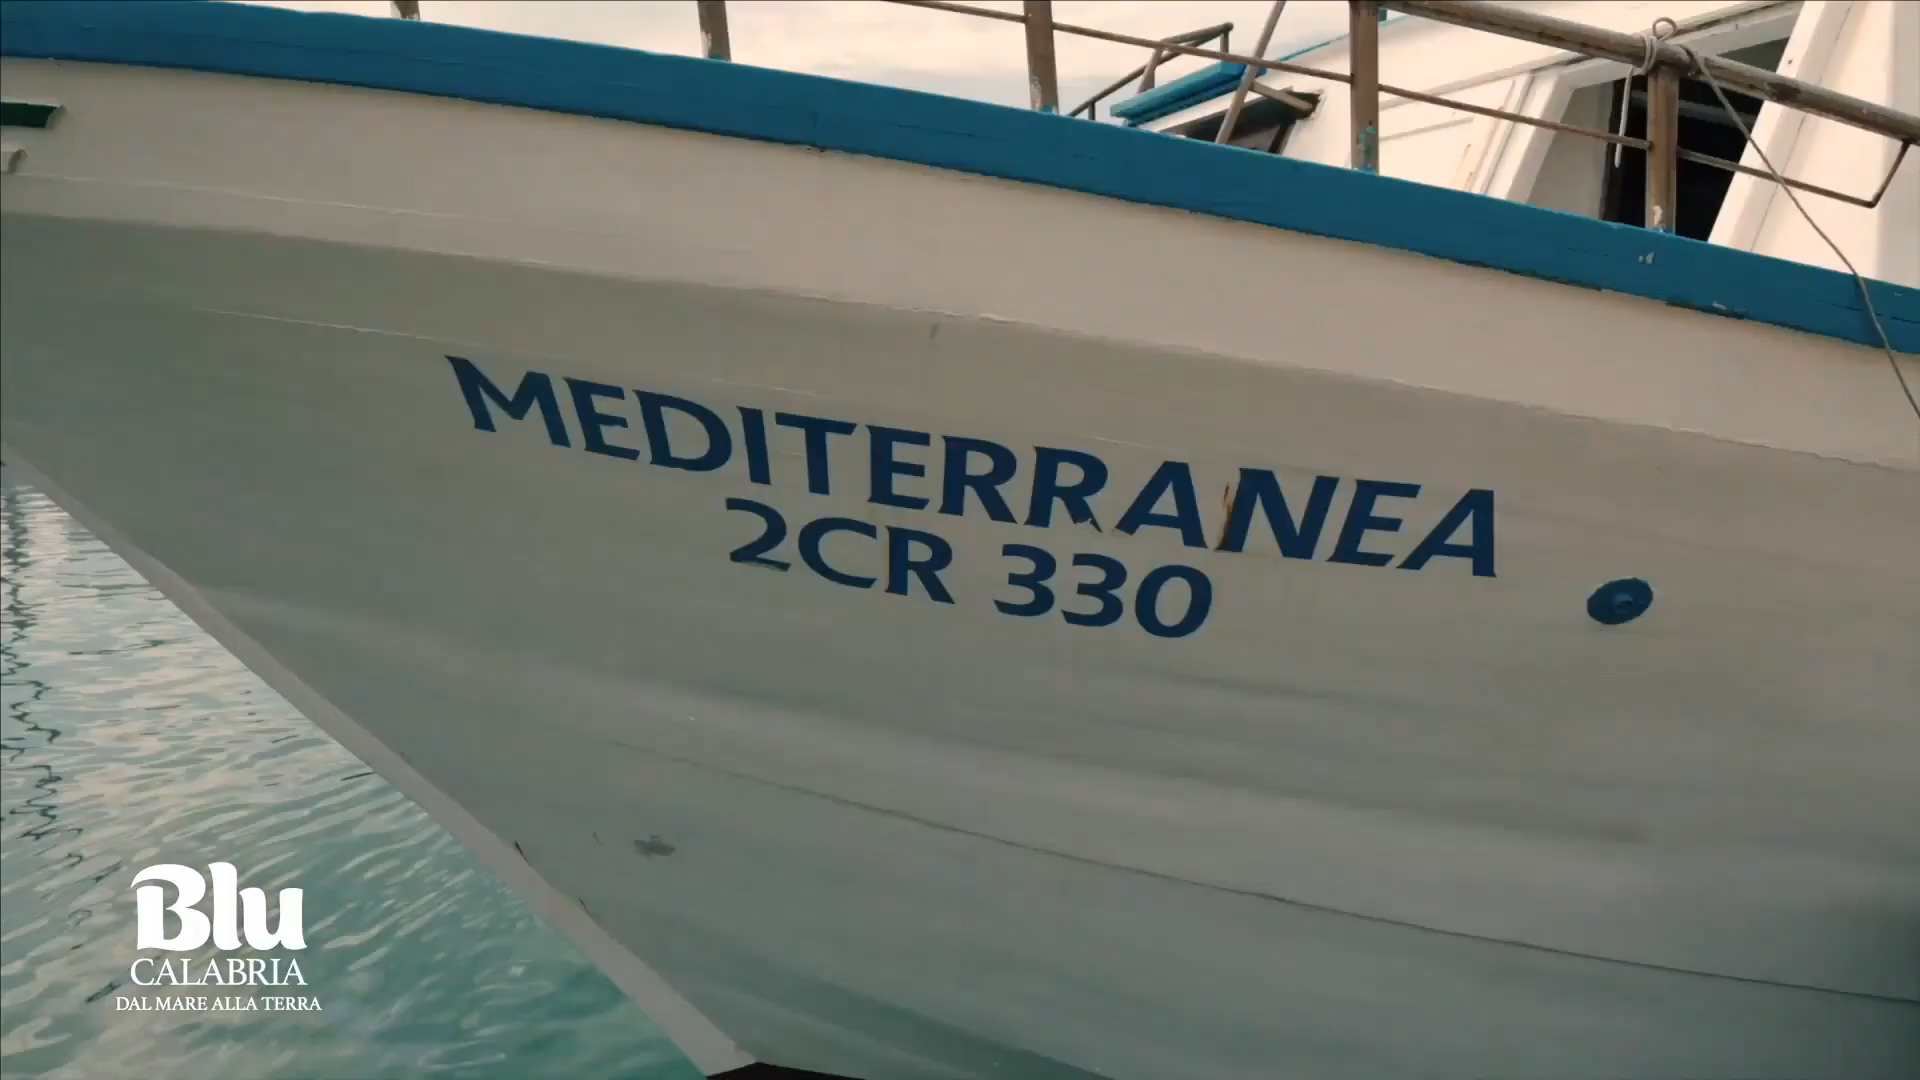 MEDITERRANEA
2CR 330
Blu
CALABRIA
DAL MARE ALLA TERRA